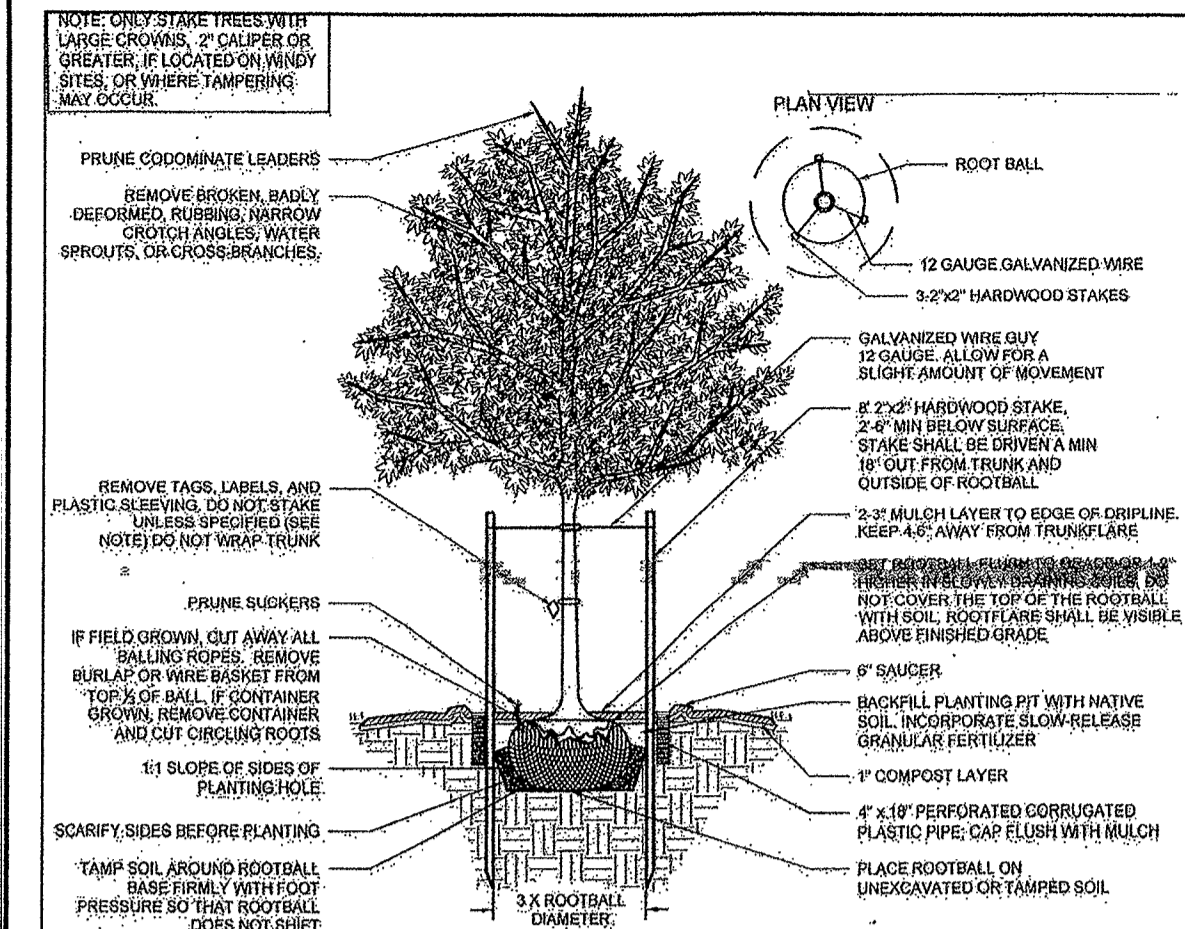 NOTE: ONLY STAKE TREES WITH
LARGE CROWNS, 2" CALIPER OR
GREATER, IF LOCATED ON WINDY
SITES, OR WHERE TAMPERING
MAY OCCUR.
PRUNE CODOMINATE LEADERS
REMOVE BROKEN, BADLY
DEFORMED, RUBBING, NARROW
CROTCH ANGLES, WATER
SPROUTS, OR CROSS-BRANCHES.
REMOVE TAGS, LABELS, AND
PLASTIC SLEEVING, DO NOT STAKE
UNLESS SPECIFIED (SEE
NOTE) DO NOT WRAP TRUNK
PRUNE SUCKERS
IF FIELD GROWN, CUT AWAY ALL
BALLING ROPES. REMOVE
BURLAP OR WIRE BASKET FROM
TOP ⅓ OF BALL. IF CONTAINER
GROWN, REMOVE CONTAINER
AND CUT CIRCLING ROOTS
1:1 SLOPE OF SIDES OF
PLANTING HOLE
SCARIFY SIDES BEFORE PLANTING
TAMP SOIL AROUND ROOTBALL
BASE FIRMLY WITH FOOT
PRESSURE SO THAT ROOTBALL
DOES NOT SHIFT
3 X ROOTBALL
DIAMETER
PLAN VIEW
ROOT BALL
12 GAUGE GALVANIZED WIRE
3-2"x2" HARDWOOD STAKES
GALVANIZED WIRE GUY
12 GAUGE. ALLOW FOR A
SLIGHT AMOUNT OF MOVEMENT
8' 2"x2" HARDWOOD STAKE,
2'-6" MIN BELOW SURFACE.
STAKE SHALL BE DRIVEN A MIN
18" OUT FROM TRUNK AND
OUTSIDE OF ROOTBALL
2-3" MULCH LAYER TO EDGE OF DRIPLINE.
KEEP 4-6" AWAY FROM TRUNKFLARE
SET ROOTBALL FLUSH TO GRADE OR 1-2"
HIGHER IN SLOWLY DRAINING SOILS. DO
NOT COVER THE TOP OF THE ROOTBALL
WITH SOIL, ROOTFLARE SHALL BE VISIBLE
ABOVE FINISHED GRADE
6" SAUCER
BACKFILL PLANTING PIT WITH NATIVE
SOIL. INCORPORATE SLOW-RELEASE
GRANULAR FERTILIZER
1" COMPOST LAYER
4" x 18" PERFORATED CORRUGATED
PLASTIC PIPE; CAP FLUSH WITH MULCH
PLACE ROOTBALL ON
UNEXCAVATED OR TAMPED SOIL